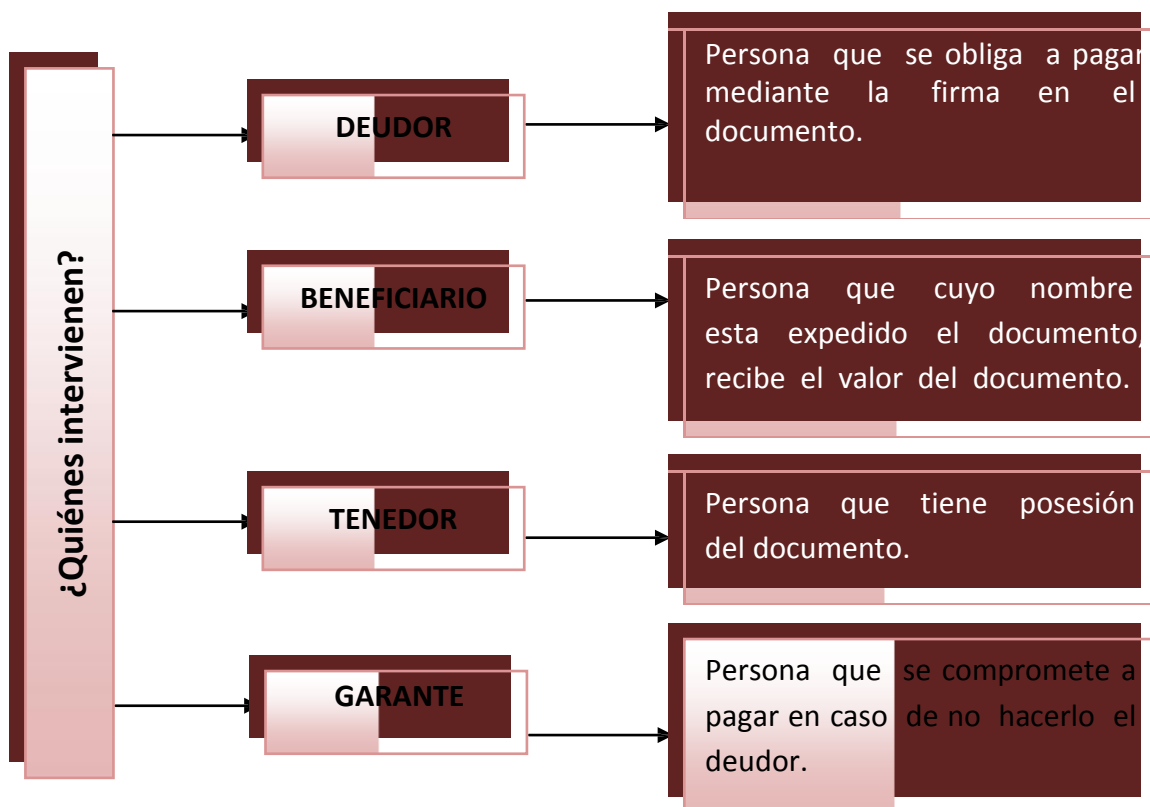 ¿Quiénes intervienen?
DEUDOR
Persona que se obliga a pagar
mediante la firma en el
documento.
BENEFICIARIO
Persona que cuyo nombre
esta expedido el documento,
recibe el valor del documento.
TENEDOR
Persona que tiene posesión
del documento.
GARANTE
Persona que se compromete a
pagar en caso de no hacerlo el
deudor.